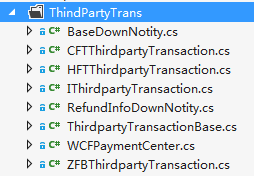 ThindPartyTrans
C# BaseDownNotity.cs
C# CFTThirdpartyTransaction.cs
C# HFTThirdpartyTransaction.cs
C# IThirdpartyTransaction.cs
C# RefundInfoDownNotity.cs
C# ThirdpartyTransactionBase.cs
C# WCFPaymentCenter.cs
C# ZFBThirdpartyTransaction.cs